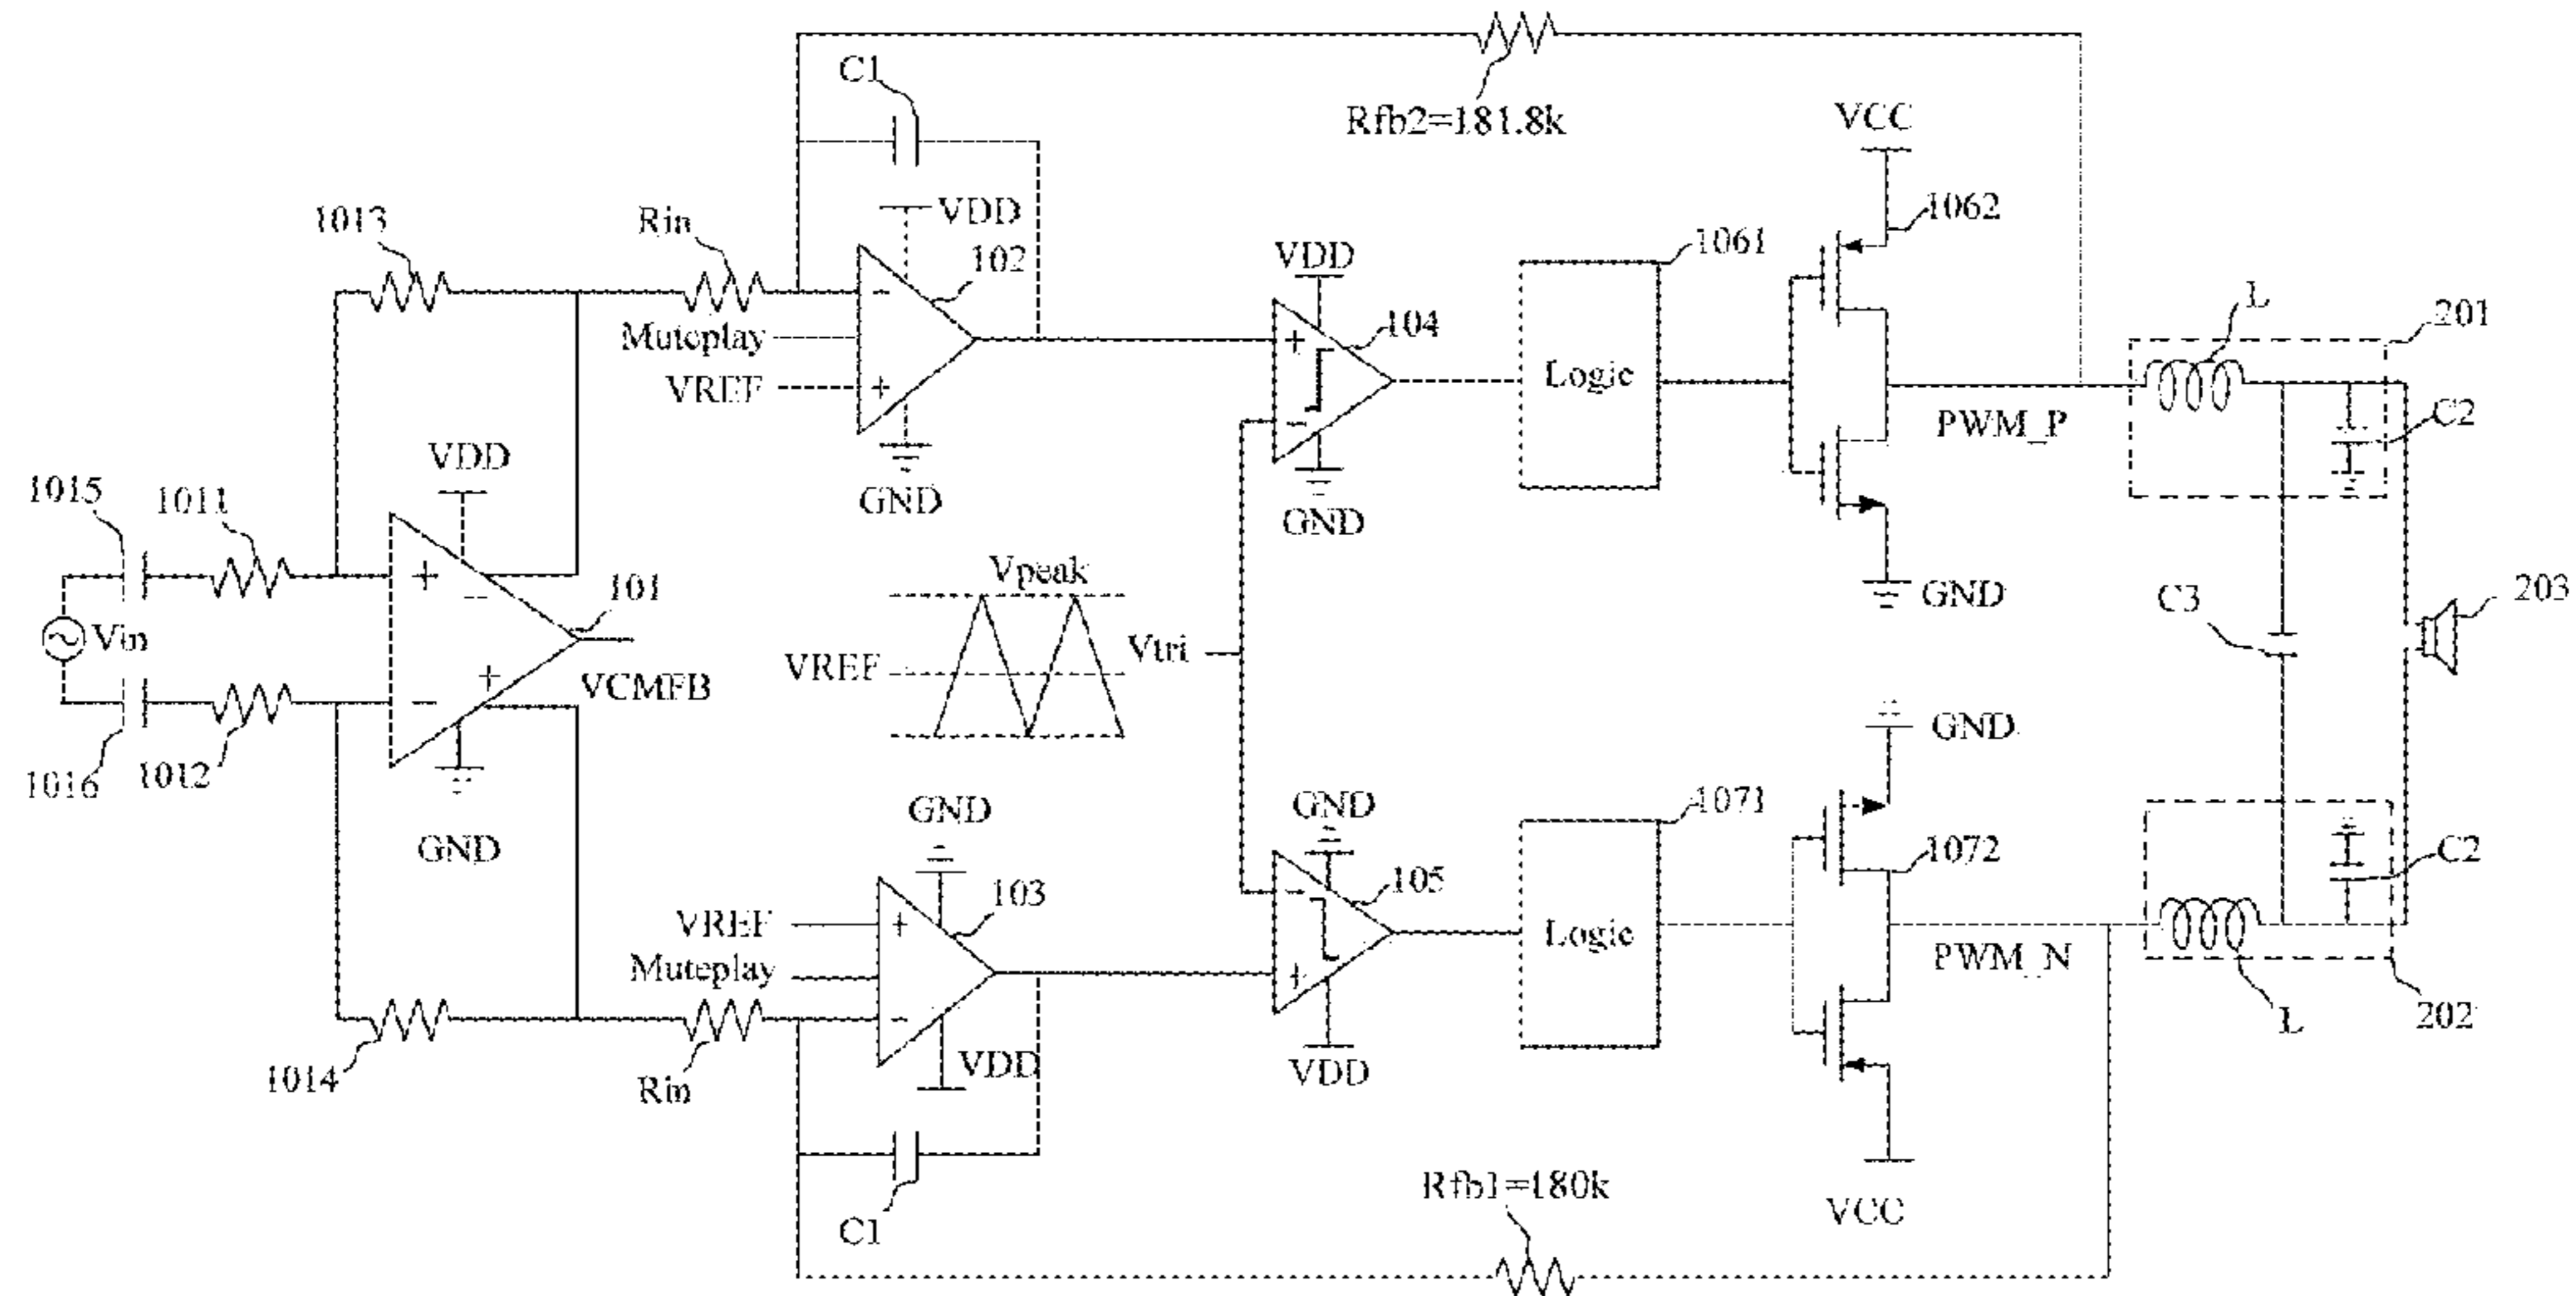 C1
Rfb2=181.8k
VCC
1013
Rin
VDD
102
1062
Muteplay
VREF
VDD
104
1061
Logic
L
201
C2
PWM_P
GND
GND
GND
VDD
1015
1011
Vin
101
VCMFB
1016
1012
GND
Vpeak
VREF
Vtri
C3
203
GND
GND
GND
1071
1072
103
105
VREF
Muteplay
Logic
PWM_N
C2
L
202
1014
Rin
VDD
VDD
C1
Rfb1=180k
VCC